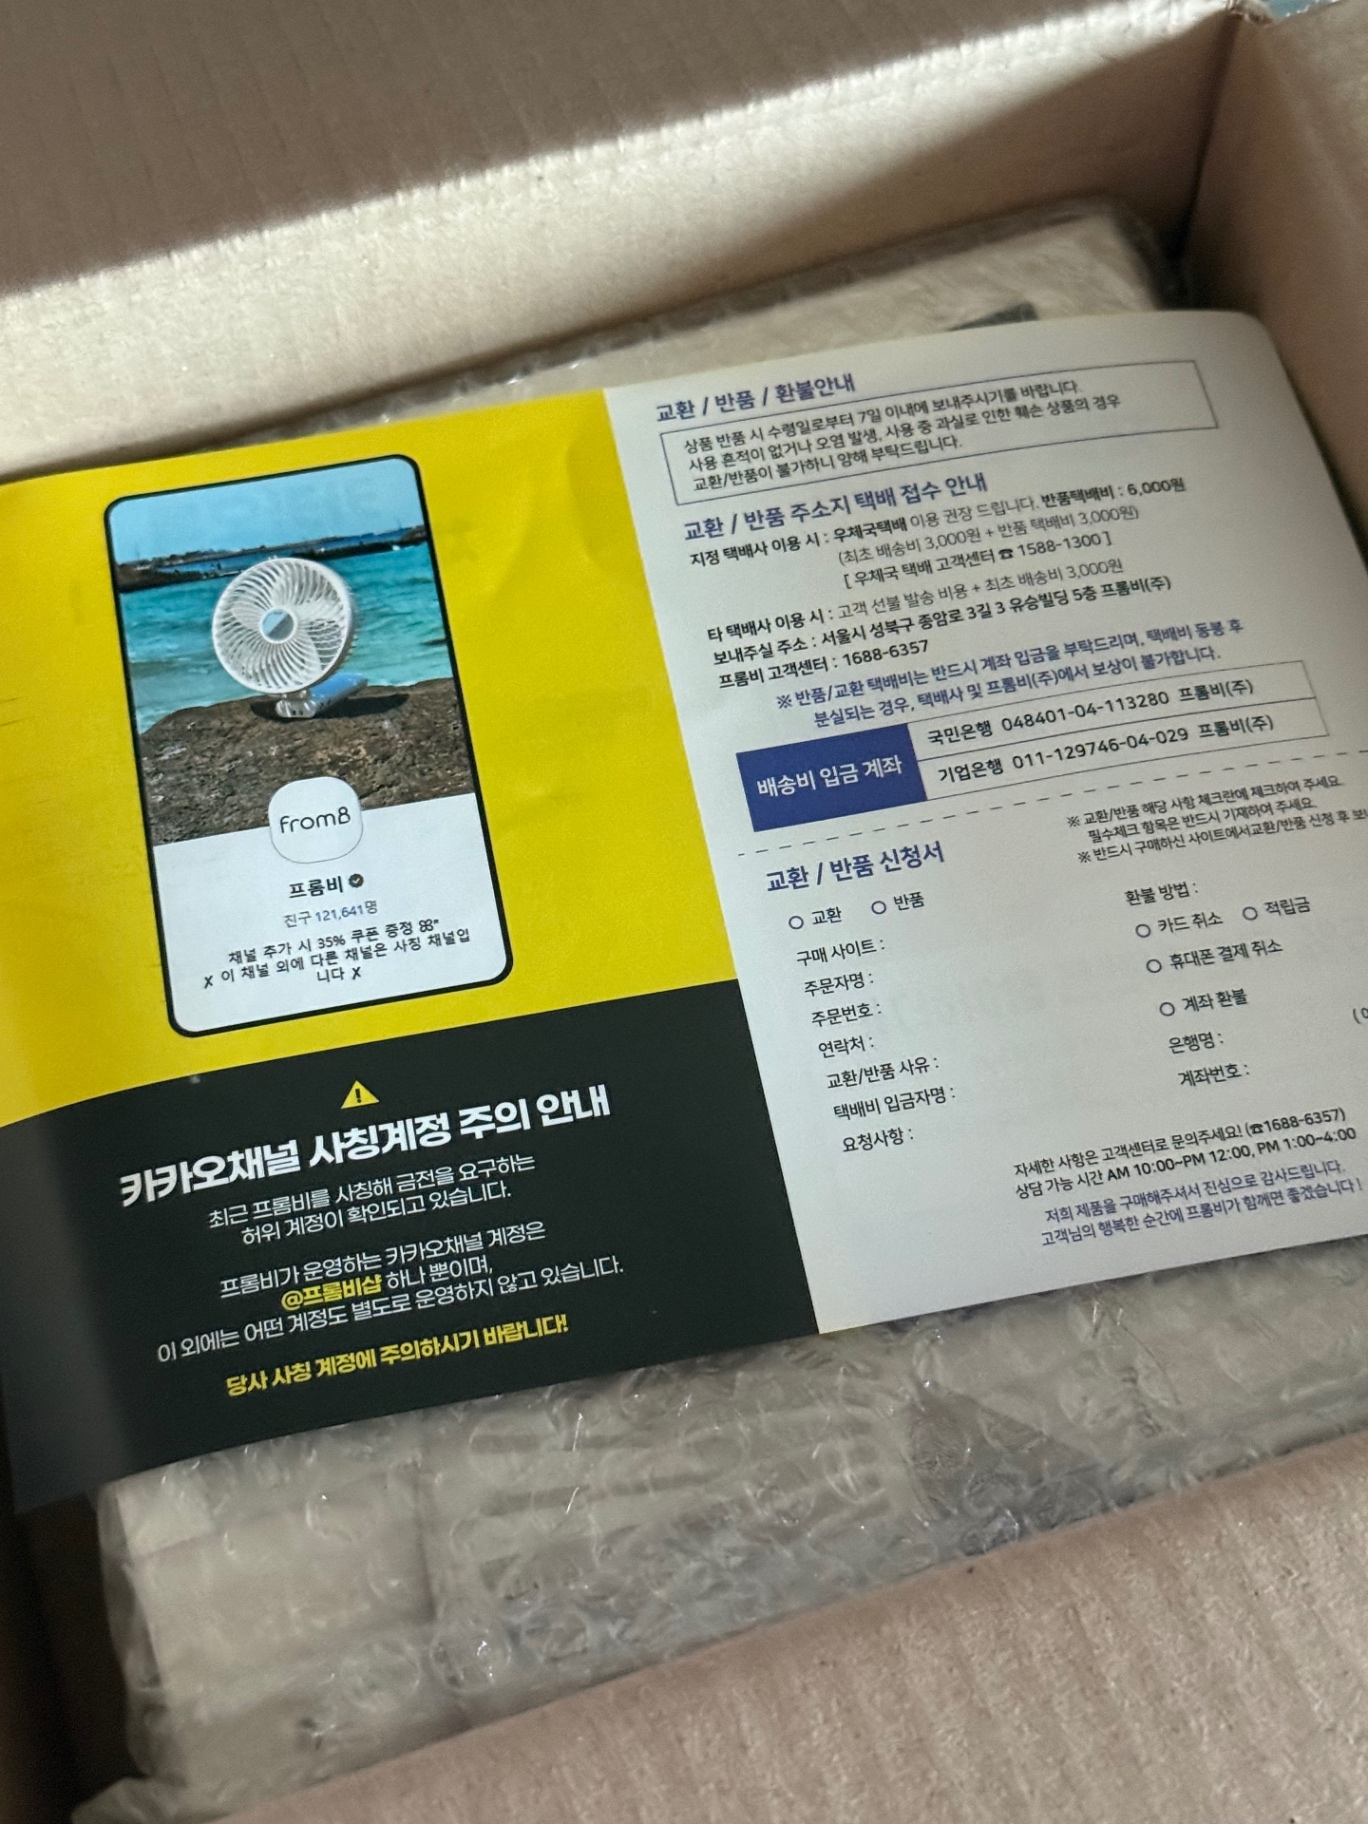 from8
프롬비
친구 121,641명
채널 추가 시 35% 쿠폰 증정
X 이 채널 외에 다른 채널은 사칭 채널입
니다 X
카카오채널 사칭계정 주의 안내
최근 프롬비를 사칭해 금전을 요구하는
허위 계정이 확인되고 있습니다.
프롬비가 운영하는 카카오채널 계정은
@프롬비샵 하나 뿐이며,
이 외에는 어떤 계정도 별도로 운영하지 않고 있습니다.
당사 사칭 계정에 주의하시기 바랍니다!
교환 / 반품 / 환불안내
상품 반품 시 수령일로부터 7일 이내에 보내주시기를 바랍니다.
사용 흔적이 없거나 오염 발생, 사용 중 과실로 인한 훼손 상품의 경우
교환/반품이 불가하니 양해 부탁드립니다.
교환 / 반품 주소지 택배 접수 안내
지정 택배사 이용 시 : 우체국택배 이용 권장 드립니다. 반품택배비 : 6,000원
(최초 배송비 3,000원 + 반품 택배비 3,000원)
[ 우체국 택배 고객센터 ☎ 1588-1300 ]
타 택배사 이용 시 : 고객 선불 발송 비용 + 최초 배송비 3,000원
보내주실 주소 : 서울시 성북구 종암로 3길 3 유승빌딩 5층 프롬비(주)
프롬비 고객센터 : 1688-6357
※ 반품/교환 택배비는 반드시 계좌 입금을 부탁드리며, 택배비 동봉 후
분실되는 경우, 택배사 및 프롬비(주)에서 보상이 불가합니다.
배송비 입금 계좌
국민은행 048401-04-113280 프롬비(주)
기업은행 011-129746-04-029 프롬비(주)
※ 교환/반품 해당 사항 체크란에 체크하여 주세요.
필수체크 항목은 반드시 기재하여 주세요.
※ 반드시 구매하신 사이트에서교환/반품 신청 후
교환 / 반품 신청서
○ 교환 ○ 반품
구매 사이트 :
주문자명 :
주문번호 :
연락처 :
교환/반품 사유 :
택배비 입금자명 :
요청사항 :
환불 방법 :
○ 카드 취소 ○ 적립금
○ 휴대폰 결제 취소
○ 계좌 환불
은행명 :
계좌번호 :
자세한 사항은 고객센터로 문의주세요! (☎1688-6357)
상담 가능 시간 AM 10:00~PM 12:00, PM 1:00~4:00
저희 제품을 구매해주셔서 진심으로 감사드립니다.
고객님의 행복한 순간에 프롬비가 함께면 좋겠습니다!